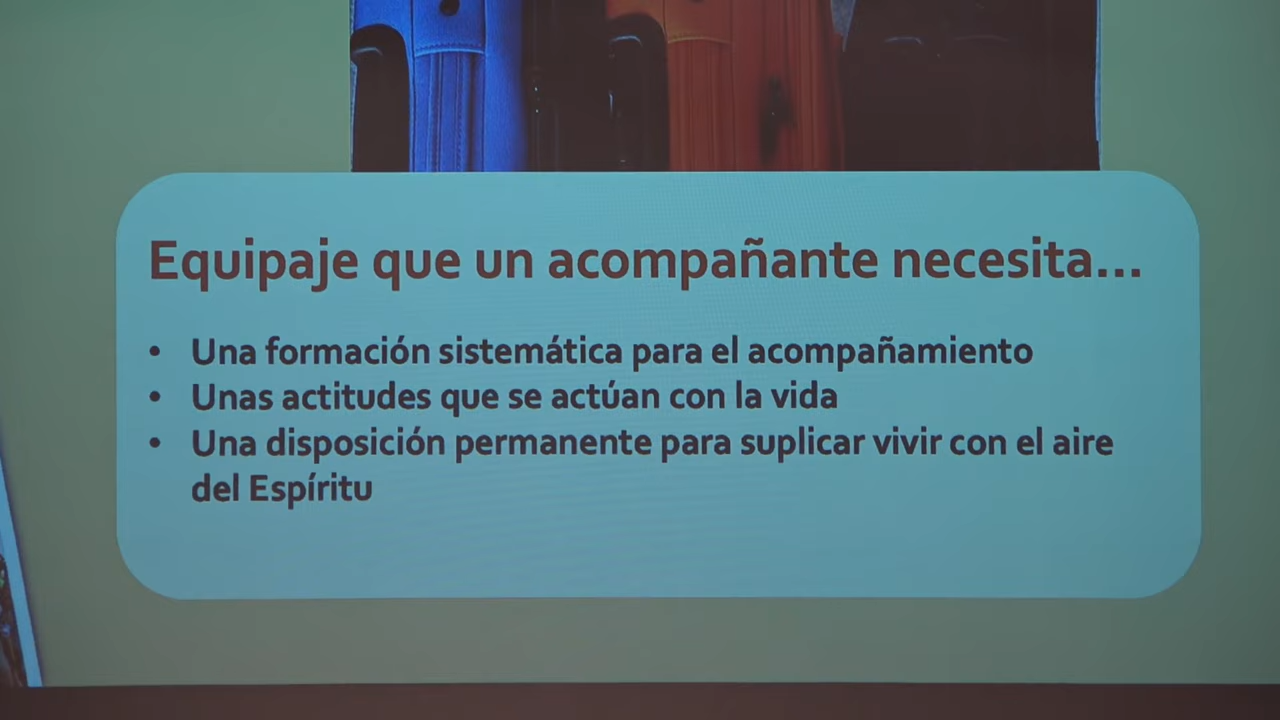 Equipaje que un acompañante necesita...
• Una formación sistemática para el acompañamiento
• Unas actitudes que se actúan con la vida
• Una disposición permanente para suplicar vivir con el aire
del Espíritu